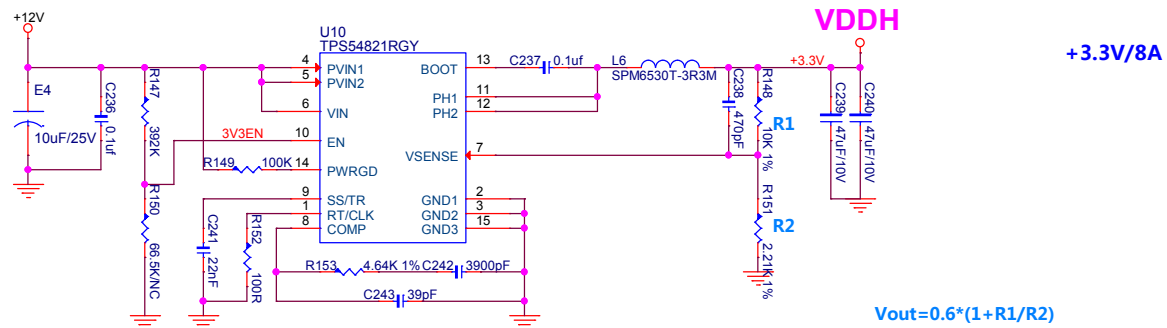 +12V
VDDH
+3.3V/8A
U10
TPS54821RGY
E4
10uF/25V
C236
0.1uf
R147
392K
R150
66.5K/NC
3V3EN
R149
100K
4
PVIN1
5
PVIN2
6
VIN
10
EN
14
PWRGD
9
SS/TR
1
RT/CLK
8
COMP
BOOT
13
PH1
11
PH2
12
VSENSE
7
GND1
2
GND2
3
GND3
15
C237
0.1uf
L6
SPM6530T-3R3M
+3.3V
C238
470pF
R148
10K 1%
R1
C239
47uF/10V
C240
47uF/10V
R151
2.21K 1%
R2
C241
22nF
R152
100R
R153
4.64K 1%
C242
3900pF
C243
39pF
Vout=0.6*(1+R1/R2)